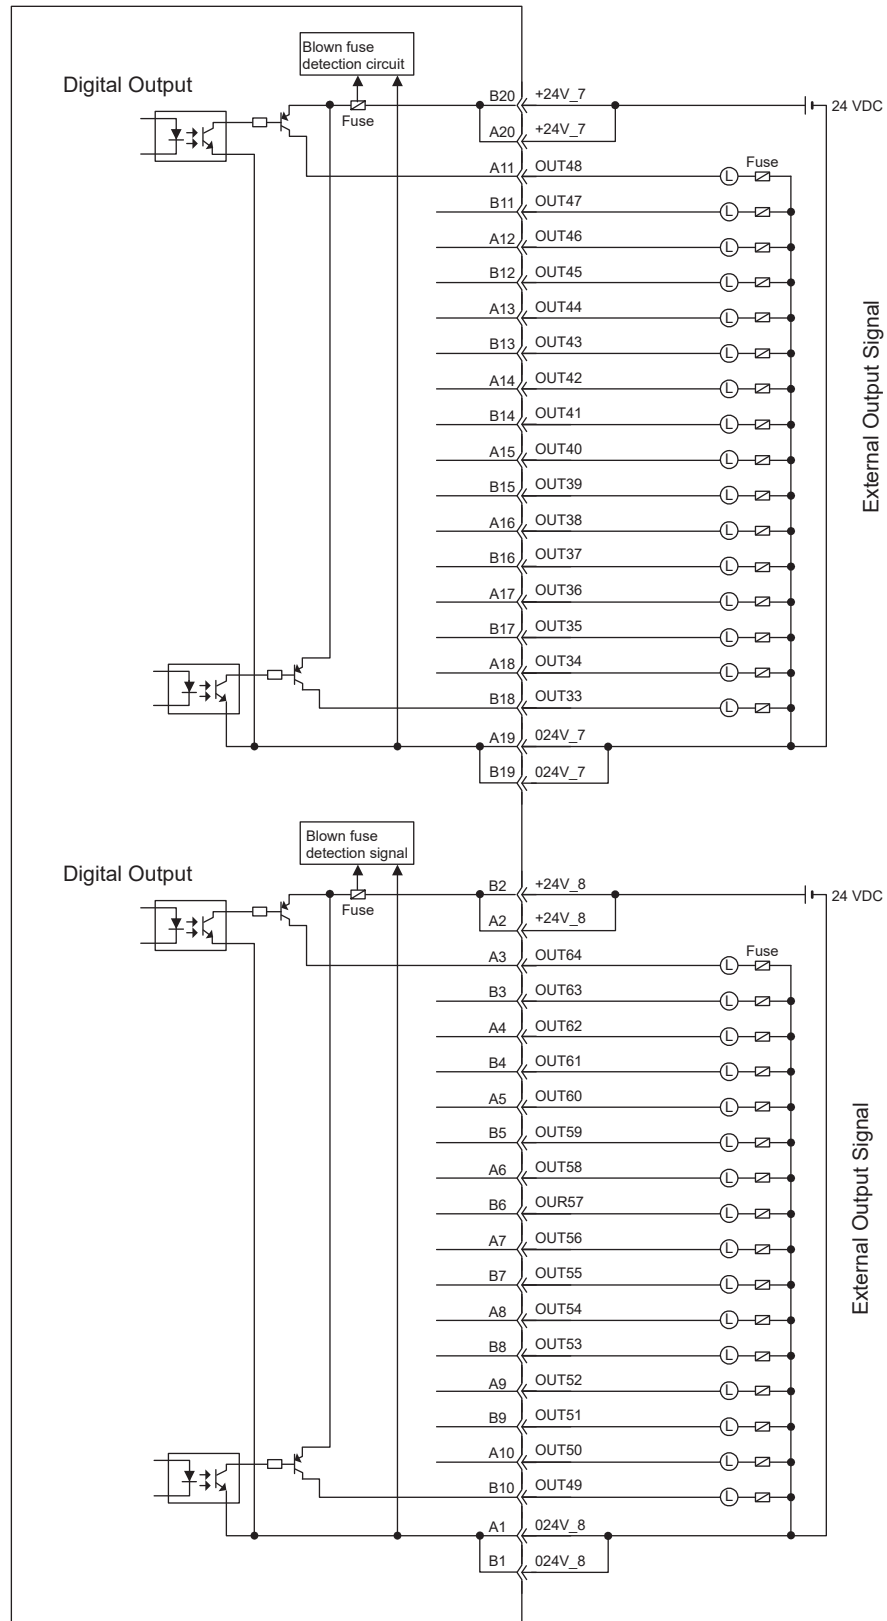 Blown fuse
detection circuit
Digital Output
Fuse
B20 +24V_7
24 VDC
A20 +24V_7
A11 OUT48 L Fuse
B11 OUT47 L
A12 OUT46 L
B12 OUT45 L
A13 OUT44 L
B13 OUT43 L
A14 OUT42 L
B14 OUT41 L
A15 OUT40 L
B15 OUT39 L
A16 OUT38 L
B16 OUT37 L
A17 OUT36 L
B17 OUT35 L
A18 OUT34 L
B18 OUT33 L
A19 024V_7
B19 024V_7
External Output Signal
Blown fuse
detection signal
Digital Output
Fuse
B2 +24V_8
24 VDC
A2 +24V_8
A3 OUT64 L Fuse
B3 OUT63 L
A4 OUT62 L
B4 OUT61 L
A5 OUT60 L
B5 OUT59 L
A6 OUT58 L
B6 OUR57 L
A7 OUT56 L
B7 OUT55 L
A8 OUT54 L
B8 OUT53 L
A9 OUT52 L
B9 OUT51 L
A10 OUT50 L
B10 OUT49 L
A1 024V_8
B1 024V_8
External Output Signal